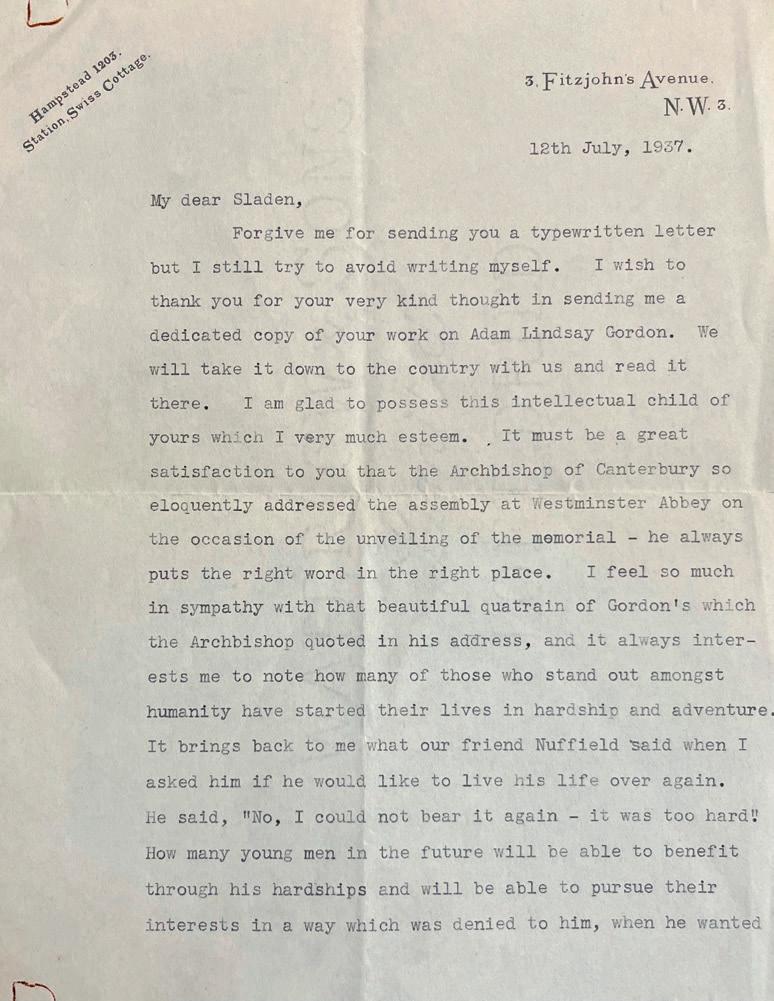 Hampstead 1203.
Station, Swiss Cottage.
3, Fitzjohn's Avenue,
N.W. 3.
12th July, 1937.
My dear Sladen,
Forgive me for sending you a typewritten letter
but I still try to avoid writing myself. I wish to
thank you for your very kind thought in sending me a
dedicated copy of your work on Adam Lindsay Gordon. We
will take it down to the country with us and read it
there. I am glad to possess this intellectual child of
yours which I very much esteem. It must be a great
satisfaction to you that the Archbishop of Canterbury so
eloquently addressed the assembly at Westminster Abbey on
the occasion of the unveiling of the memorial - he always
puts the right word in the right place. I feel so much
in sympathy with that beautiful quatrain of Gordon's which
the Archbishop quoted in his address, and it always inter-
ests me to note how many of those who stand out amongst
humanity have started their lives in hardship and adventure.
It brings back to me what our friend Nuffield said when I
asked him if he would like to live his life over again.
He said, "No, I could not bear it again - it was too hard"!
How many young men in the future will be able to benefit
through his hardships and will be able to pursue their
interests in a way which was denied to him, when he wanted